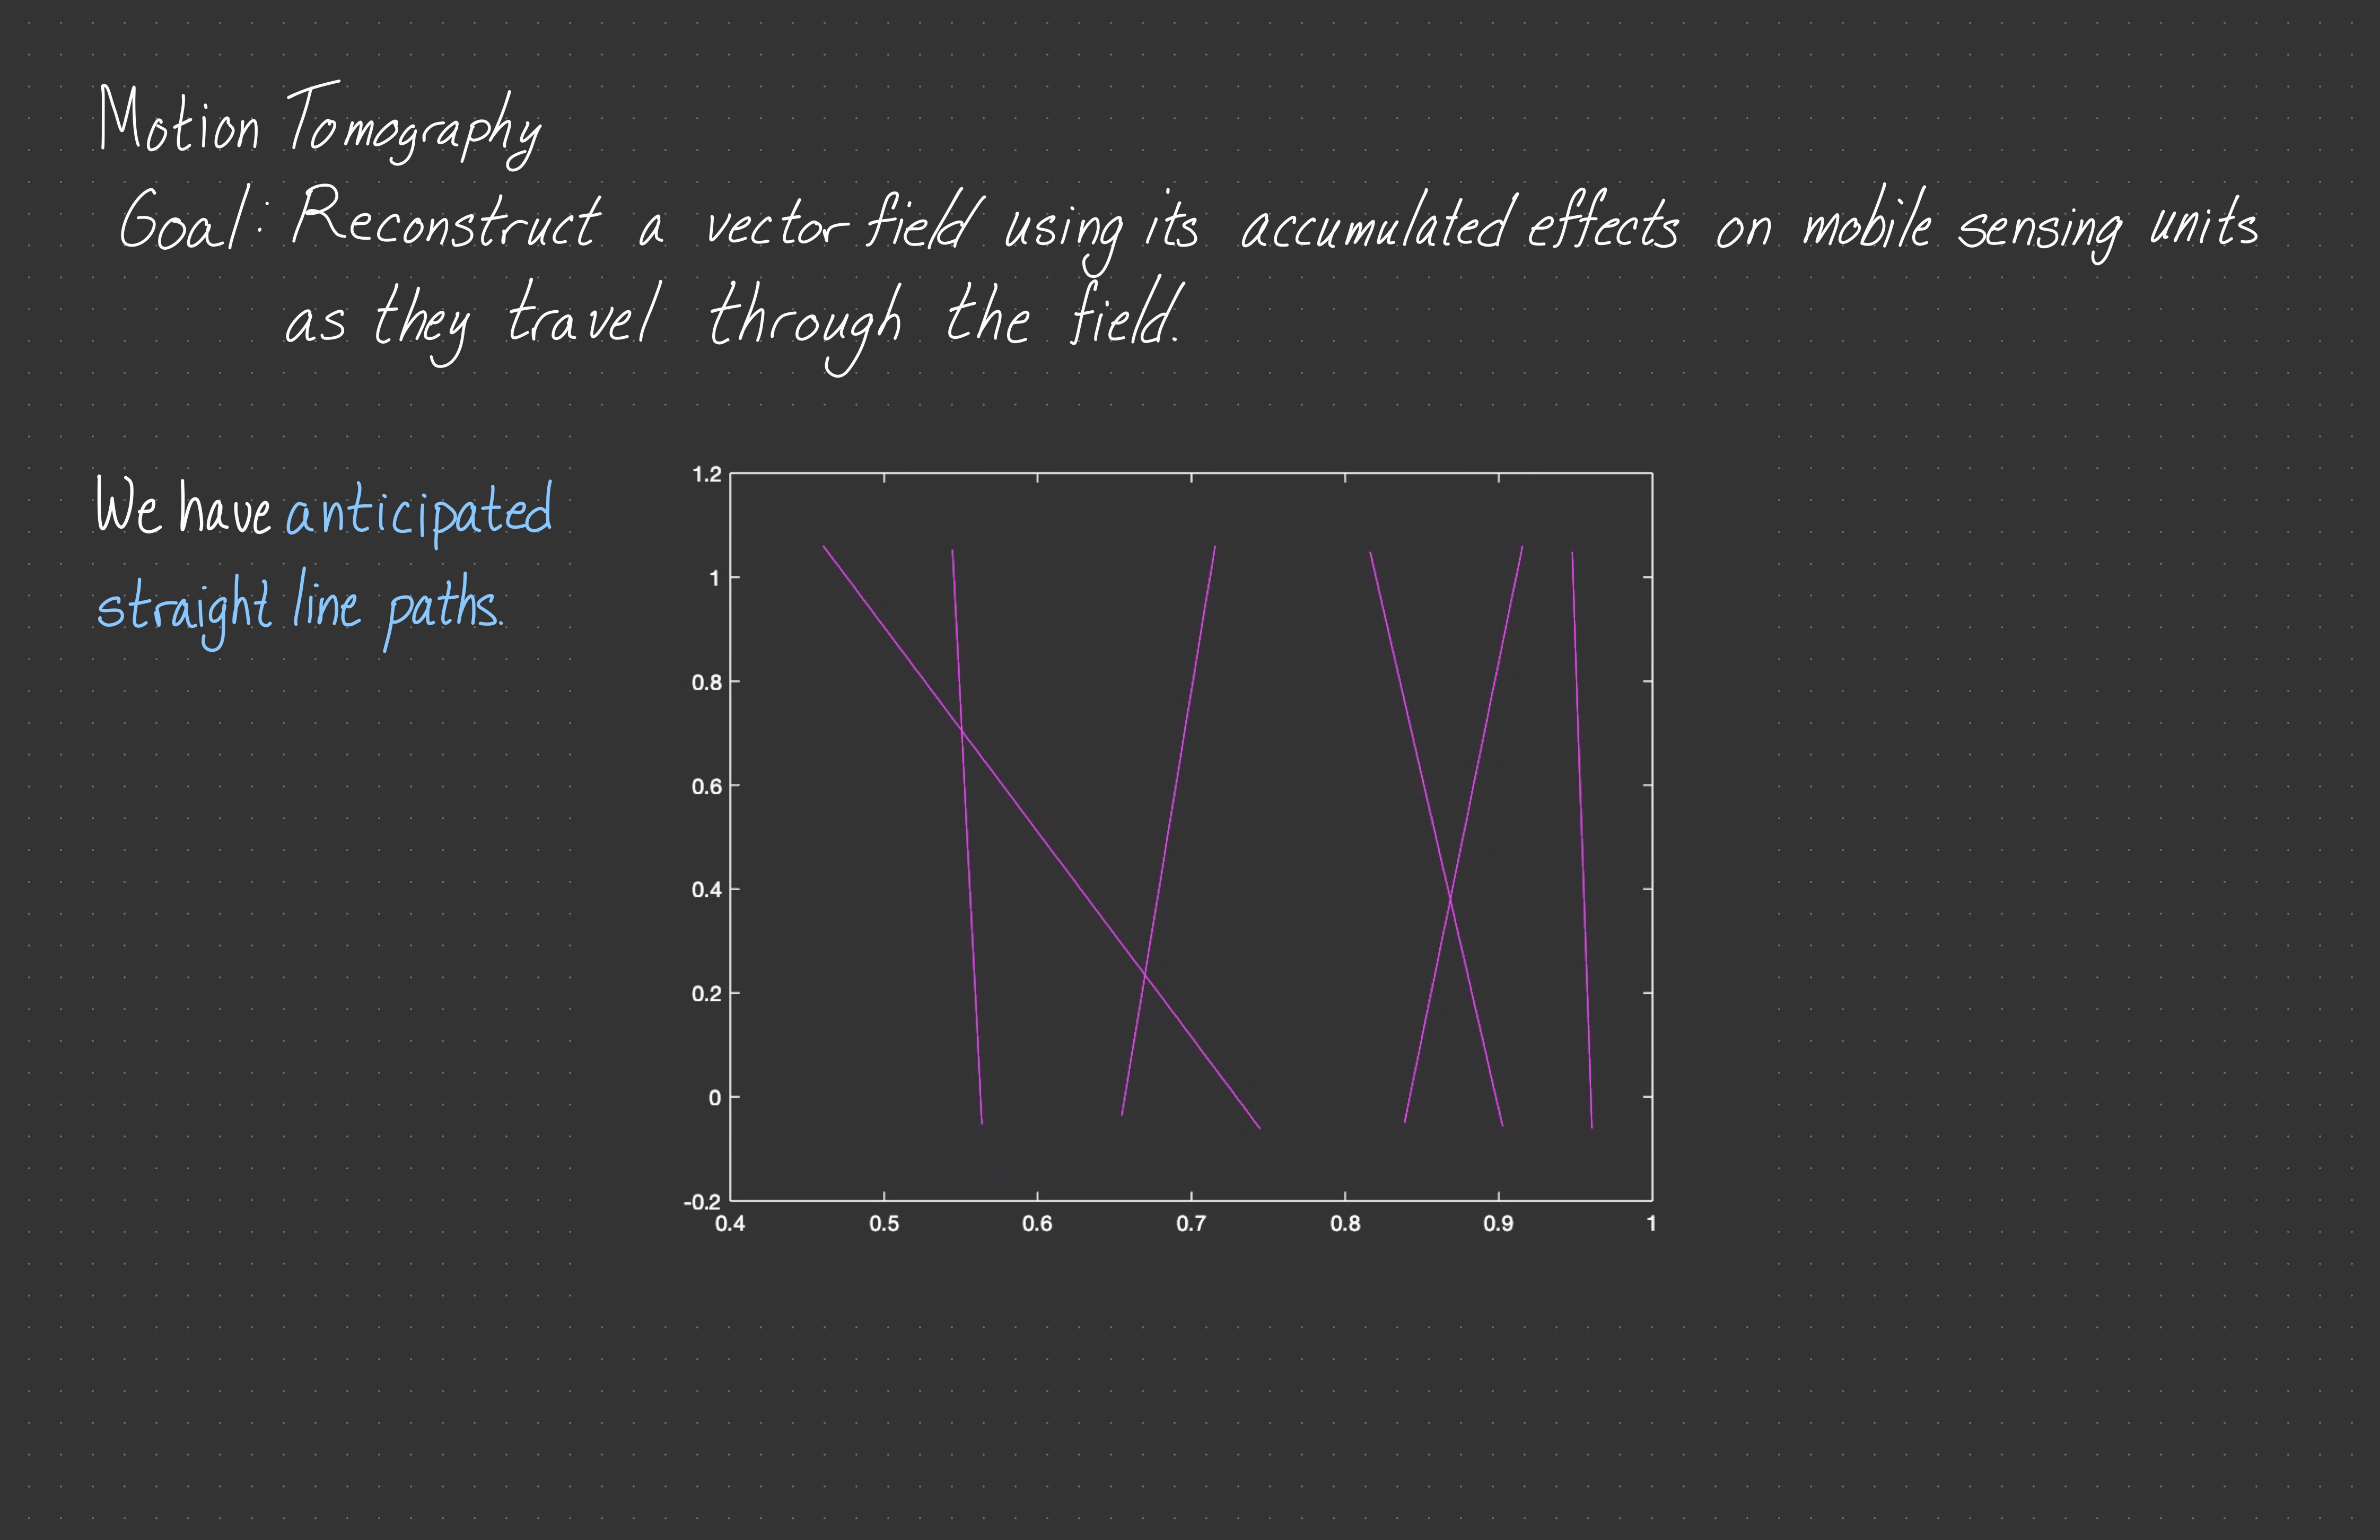 Motion Tomography
Goal: Reconstruct a vector field using its accumulated effects on mobile sensing units
as they travel through the field.
We have anticipated
straight line paths.
1.2
1
0.8
0.6
0.4
0.2
0
-0.2
0.4 0.5 0.6 0.7 0.8 0.9 1